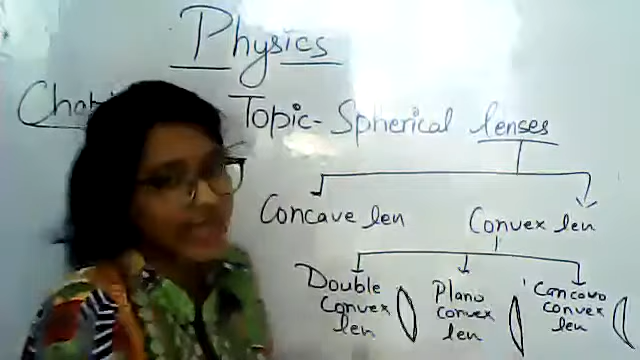 Physics
Topic- Spherical lenses
Concave len
Convex len
Double
Convex
len
Plano
convex
len
Concavo
convex
len